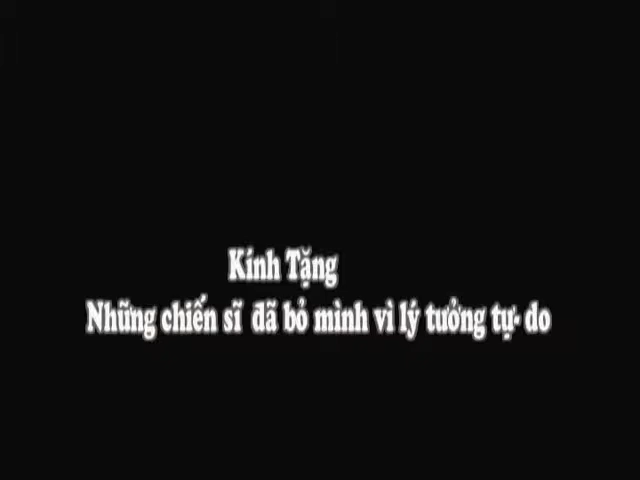 Kính Tặng
Những chiến sĩ đã bỏ mình vì lý tưởng tự- do